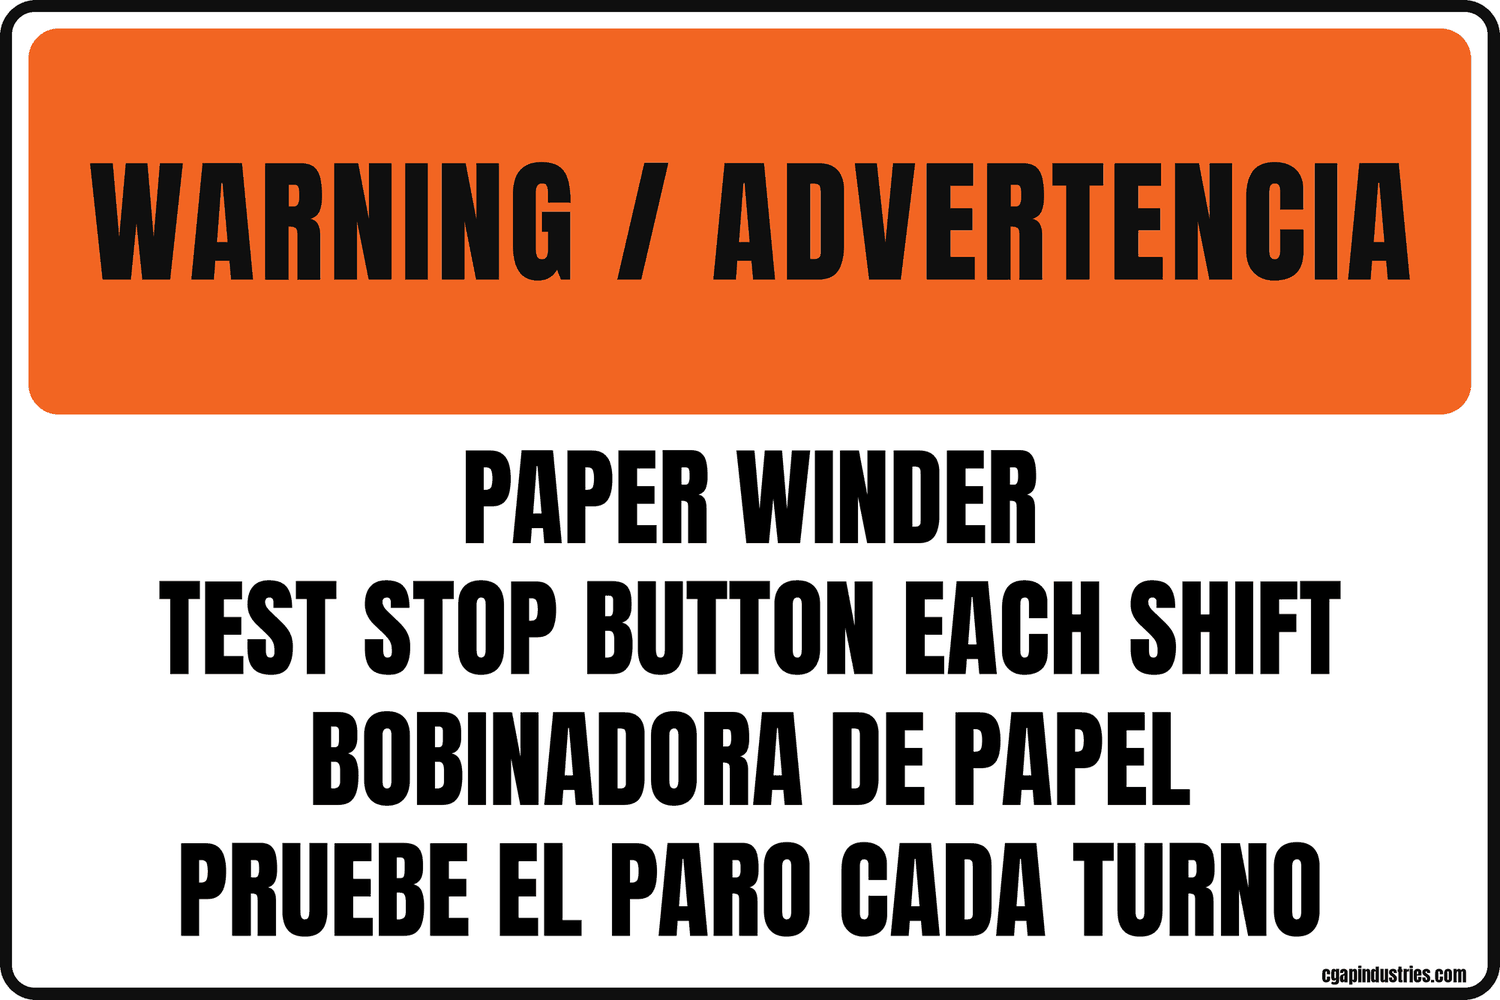 WARNING / ADVERTENCIA
PAPER WINDER
TEST STOP BUTTON EACH SHIFT
BOBINADORA DE PAPEL
PRUEBE EL PARO CADA TURNO
cgapindustries.com